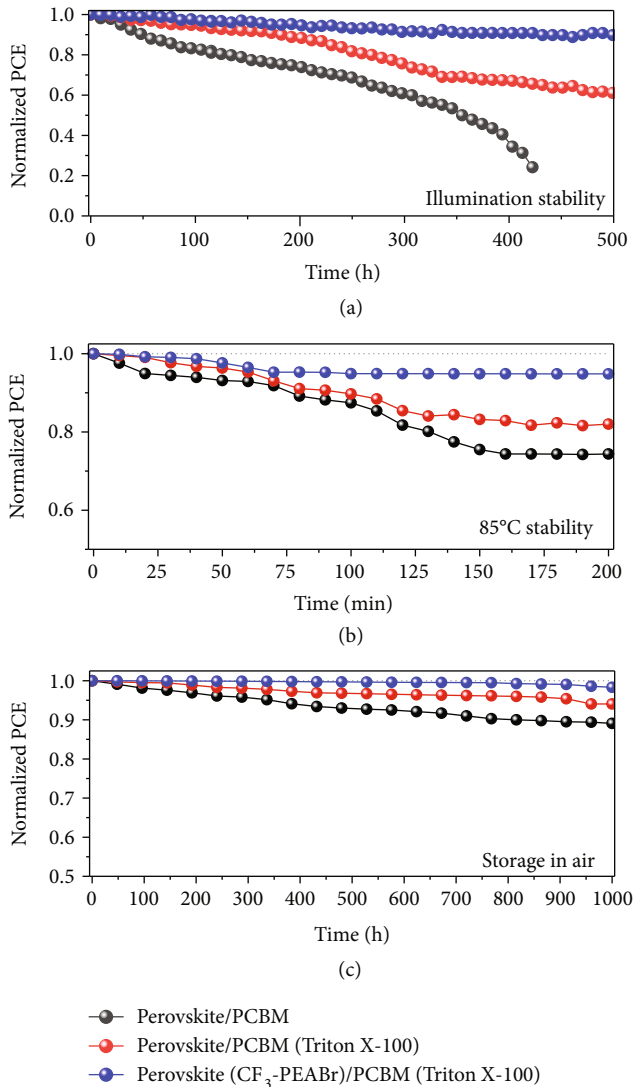 Normalized PCE
1.0
0.8
0.6
0.4
0.2
0.0
Illumination stability
0 100 200 300 400 500
Time (h)
(a)
Normalized PCE
1.0
0.8
0.6
85°C stability
0 25 50 75 100 125 150 175 200
Time (min)
(b)
Normalized PCE
1.0
0.9
0.8
0.7
0.6
0.5
Storage in air
0 100 200 300 400 500 600 700 800 900 1000
Time (h)
(c)
Perovskite/PCBM
Perovskite/PCBM (Triton X-100)
Perovskite (CF₃-PEABr)/PCBM (Triton X-100)